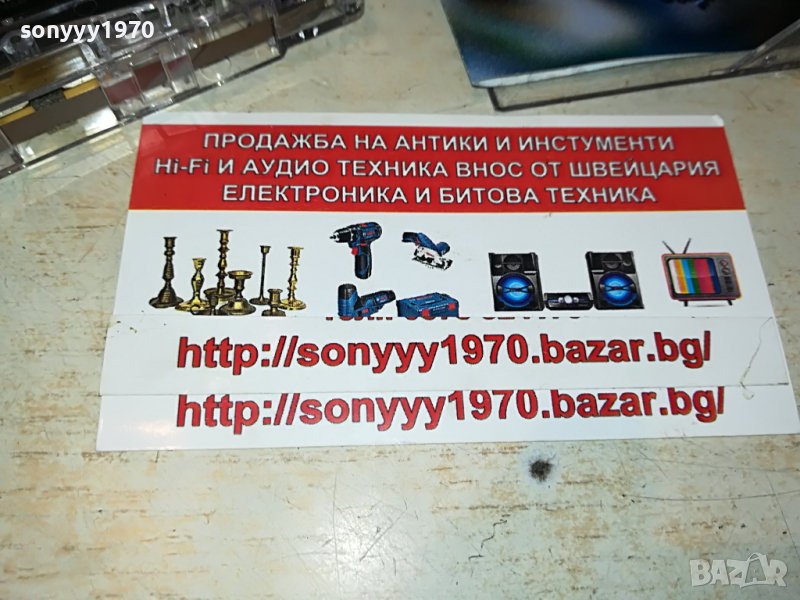 sonyyy1970
ПРОДАЖБА НА АНТИКИ И ИНСТУМЕНТИ
Hi-Fi И АУДИО ТЕХНИКА ВНОС ОТ ШВЕЙЦАРИЯ
ЕЛЕКТРОНИКА И БИТОВА ТЕХНИКА
http://sonyyy1970.bazar.bg/
http://sonyyy1970.bazar.bg/
BAZAR